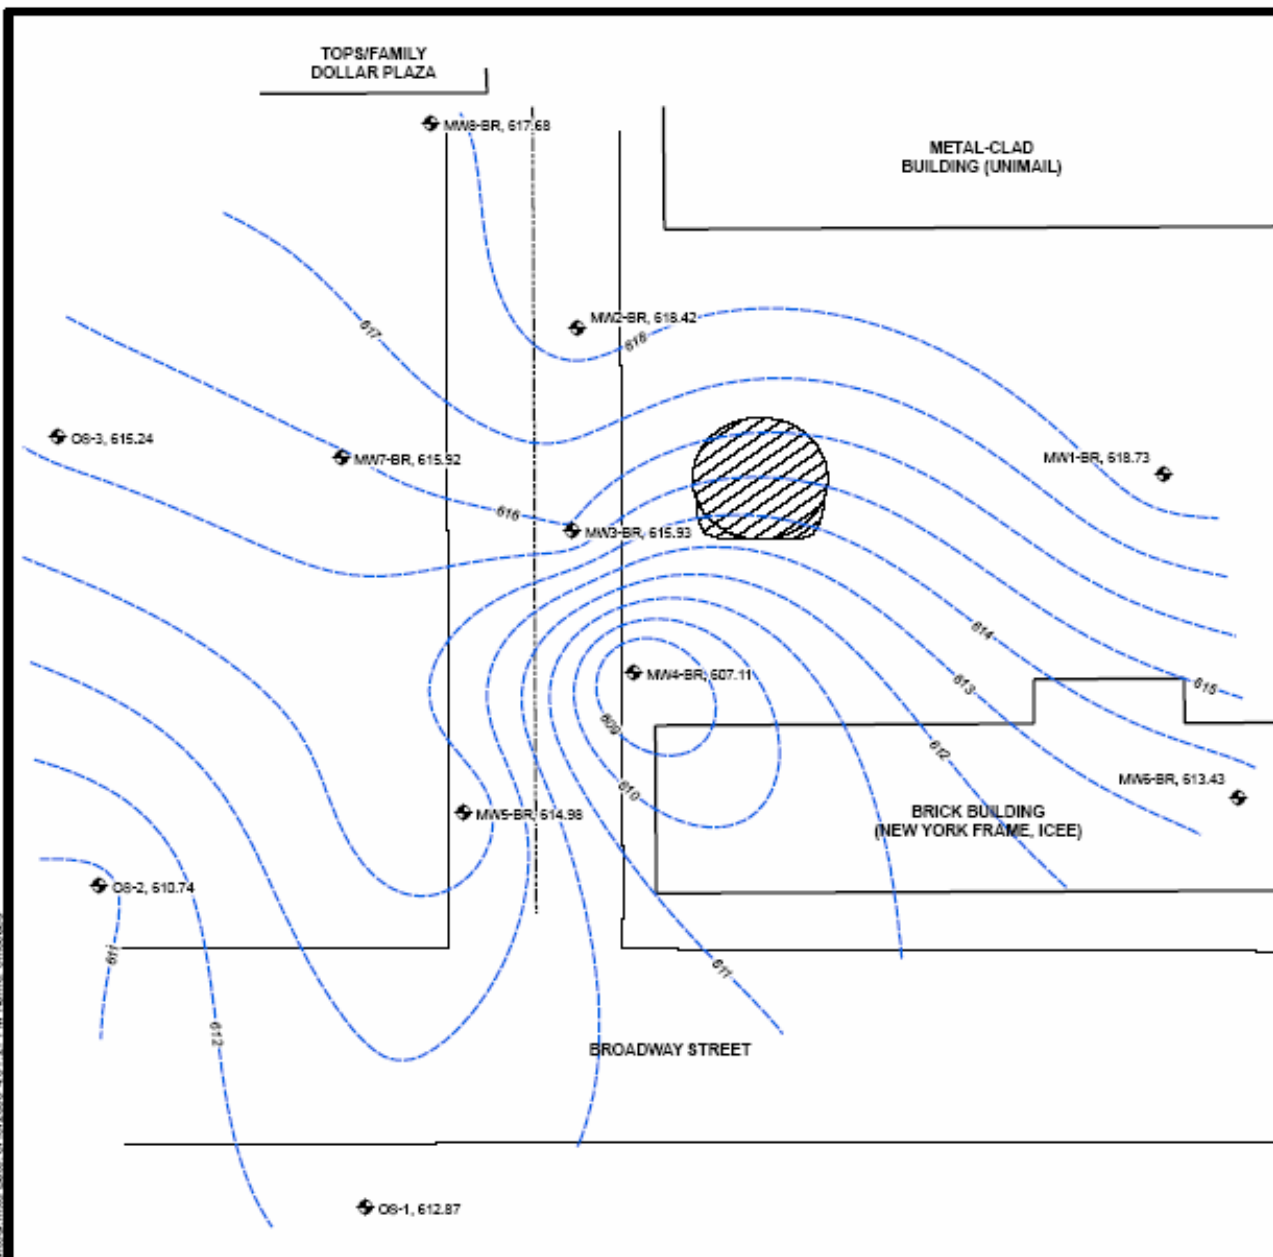 TOPS/FAMILY
DOLLAR PLAZA
MW8-BR, 617.68
METAL-CLAD
BUILDING (UNIMAIL)
617
MW2-BR, 618.42
618
OS-3, 615.24
MW7-BR, 615.92
MW1-BR, 618.73
616
MW3-BR, 615.93
614
MW4-BR, 607.11
613
615
609
612
MW6-BR, 613.43
610
MW5-BR, 614.98
BRICK BUILDING
(NEW YORK FRAME, ICEE)
OS-2, 610.74
611
611
612
BROADWAY STREET
OS-1, 612.87